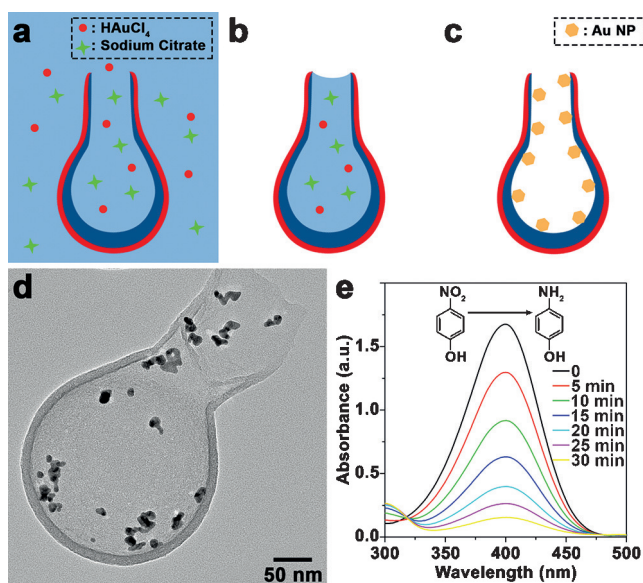 a
: HAuCl₄
: Sodium Citrate
b
c
: Au NP
d
50 nm
e
NO₂
NH₂
OH
OH
0
5 min
10 min
15 min
20 min
25 min
30 min
Absorbance (a.u.)
1.5
1.0
0.5
0.0
300
350
400
450
500
Wavelength (nm)